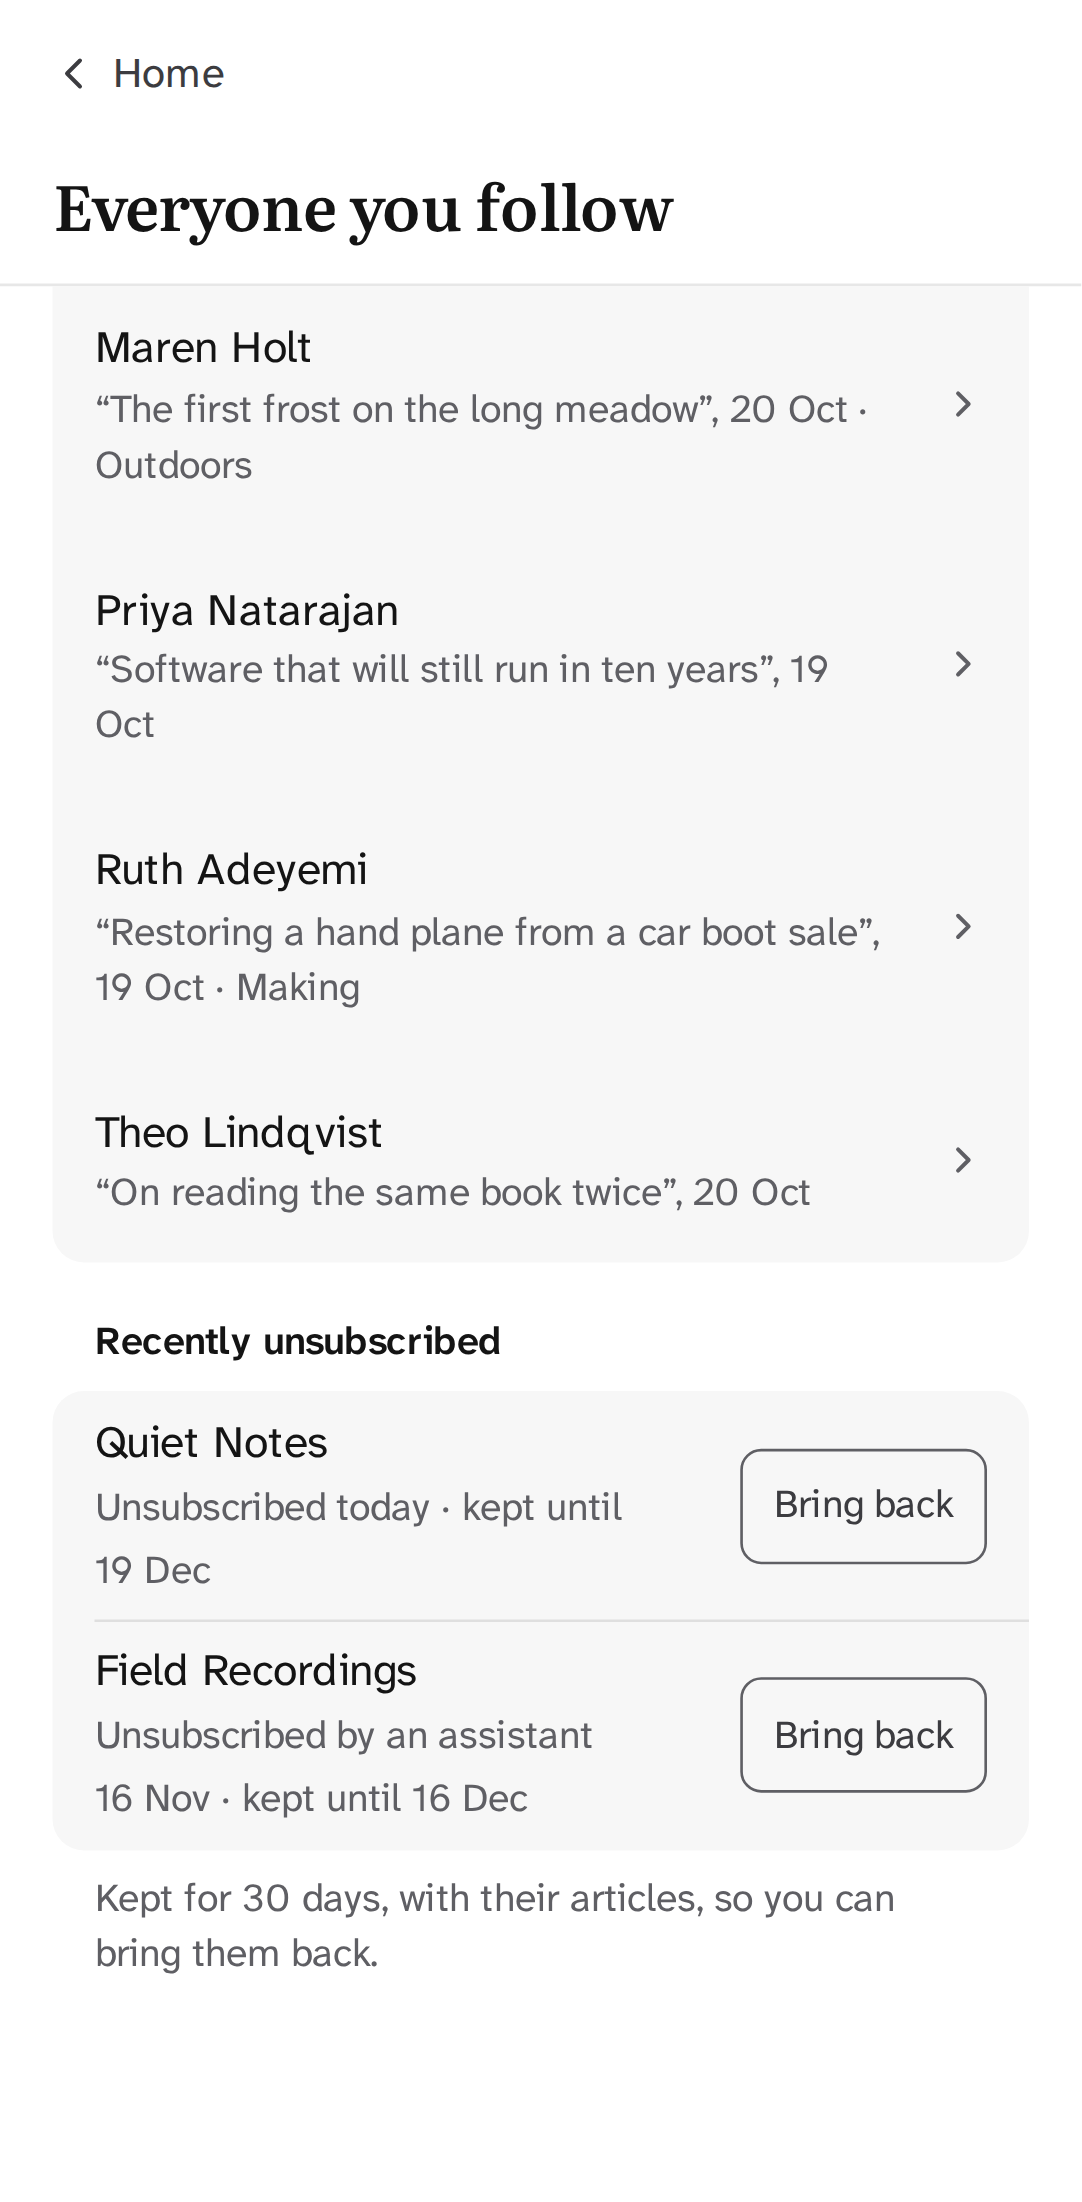 Home
Everyone you follow
Maren Holt
“The first frost on the long meadow”, 20 Oct ·
Outdoors
Priya Natarajan
“Software that will still run in ten years”, 19
Oct
Ruth Adeyemi
“Restoring a hand plane from a car boot sale”,
19 Oct · Making
Theo Lindqvist
“On reading the same book twice”, 20 Oct
Recently unsubscribed
Quiet Notes
Unsubscribed today · kept until
19 Dec
Bring back
Field Recordings
Unsubscribed by an assistant
16 Nov · kept until 16 Dec
Bring back
Kept for 30 days, with their articles, so you can
bring them back.